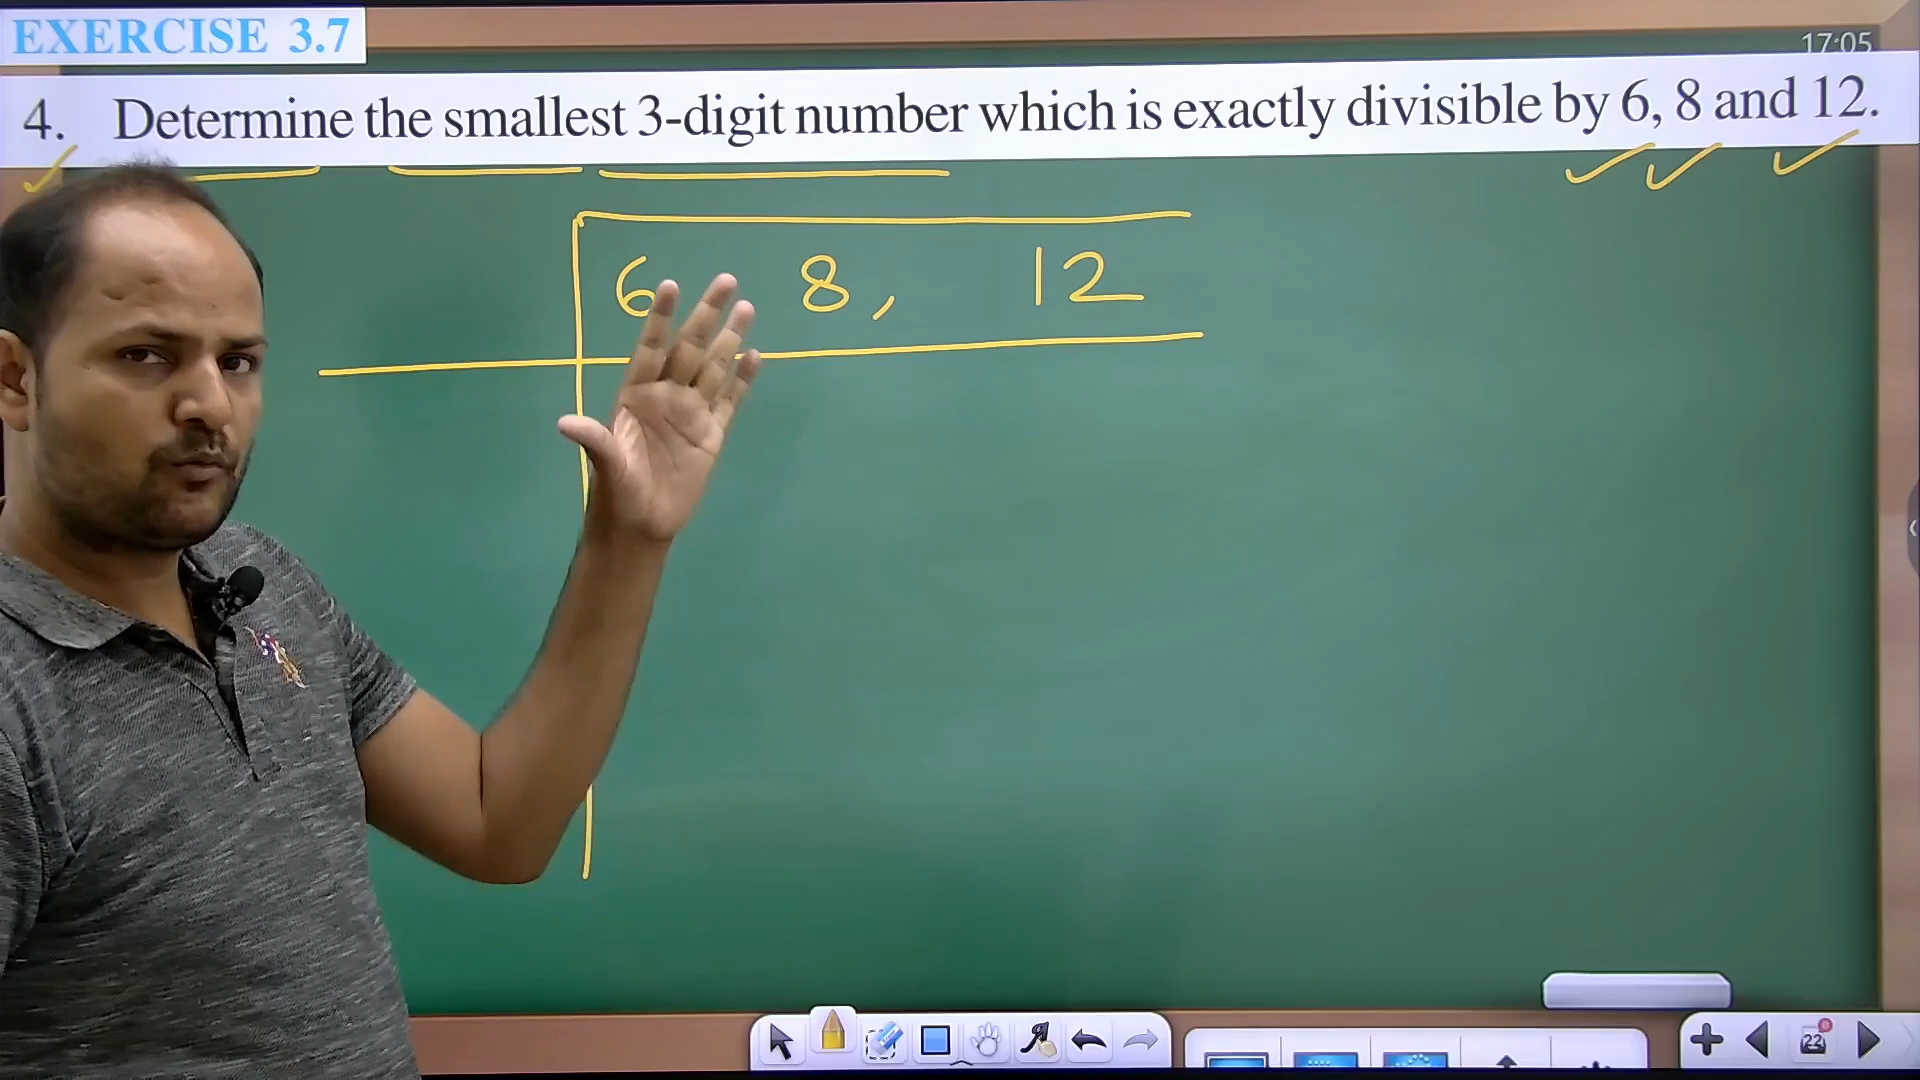 EXERCISE 3.7
17:05
4. Determine the smallest 3-digit number which is exactly divisible by 6, 8 and 12.
6 8, 12
22